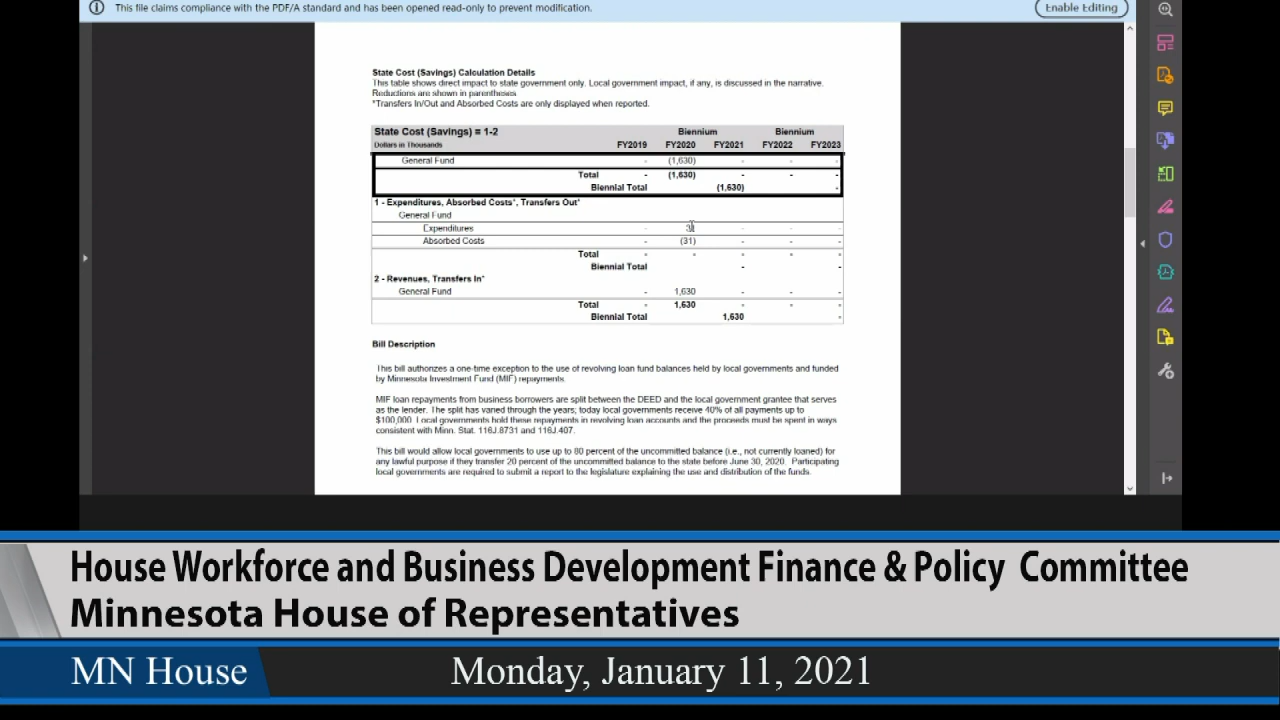 This file claims compliance with the PDF/A standard and has been opened read-only to prevent modification.
Enable Editing
State Cost (Savings) Calculation Details
This table shows direct impact to state government only. Local government impact, if any, is discussed in the narrative.
Reductions are shown in parentheses
*Transfers In/Out and Absorbed Costs are only displayed when reported.
State Cost (Savings) = 1-2 Biennium Biennium
Dollars in Thousands FY2019 FY2020 FY2021 FY2022 FY2023
General Fund - (1,630) - - -
Total - (1,630) - - -
Biennial Total (1,630) -
1 - Expenditures, Absorbed Costs*, Transfers Out*
General Fund
Expenditures - 31 - - -
Absorbed Costs - (31) - - -
Total - - - - -
Biennial Total - -
2 - Revenues, Transfers In*
General Fund - 1,630 - - -
Total - 1,630 - - -
Biennial Total 1,630 -
Bill Description
This bill authorizes a one-time exception to the use of revolving loan fund balances held by local governments and funded
by Minnesota Investment Fund (MIF) repayments.
MIF loan repayments from business borrowers are split between the DEED and the local government grantee that serves
as the lender. The split has varied through the years; today local governments receive 40% of all payments up to
$100,000. Local governments hold these repayments in revolving loan accounts and the proceeds must be spent in ways
consistent with Minn. Stat. 116J.8731 and 116J.407.
This bill would allow local governments to use up to 80 percent of the uncommitted balance (i.e., not currently loaned) for
any lawful purpose if they transfer 20 percent of the uncommitted balance to the state before June 30, 2020. Participating
local governments are required to submit a report to the legislature explaining the use and distribution of the funds.
House Workforce and Business Development Finance & Policy Committee
Minnesota House of Representatives
MN House Monday, January 11, 2021